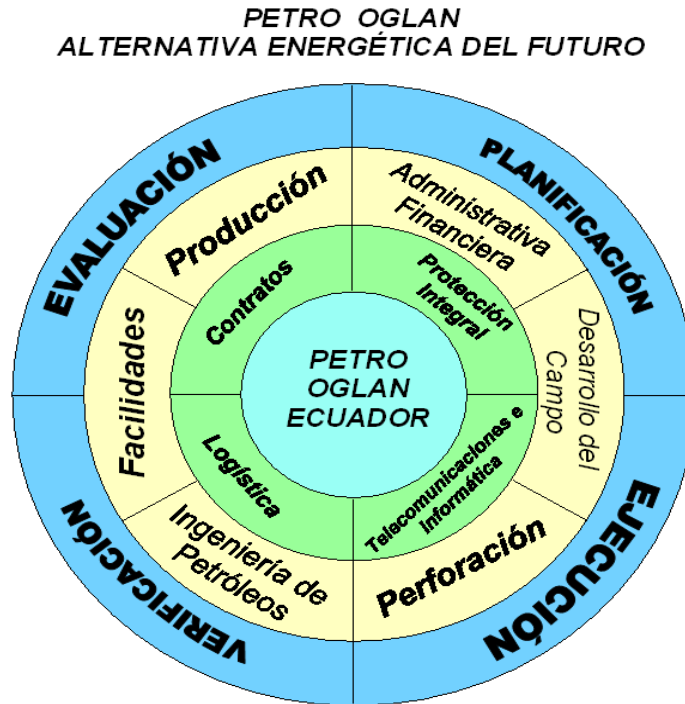 PETRO OGLAN
ALTERNATIVA ENERGÉTICA DEL FUTURO
EVALUACIÓN
PLANIFICACIÓN
EJECUCIÓN
VERIFICACIÓN
Producción
Administrativa
Financiera
Desarrollo del
Campo
Perforación
Ingeniería de
Petróleos
Facilidades
Contratos
Protección
Integral
Telecomunicaciones e
Informática
Logística
PETRO
OGLAN
ECUADOR